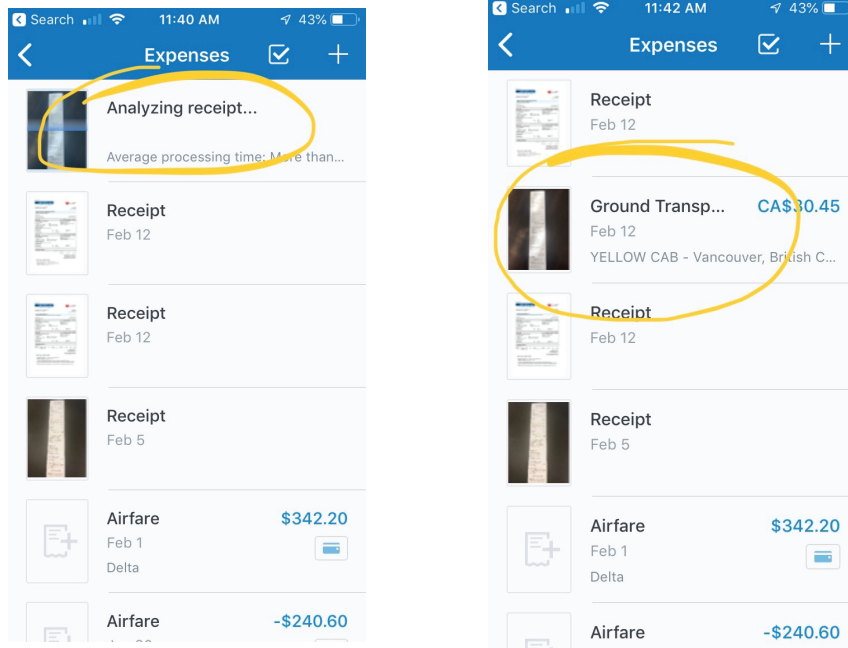 Search 11:40 AM 43%
Expenses
Analyzing receipt...
Average processing time: More than...
Receipt
Feb 12
Receipt
Feb 12
Receipt
Feb 5
Airfare $342.20
Feb 1
Delta
Airfare -$240.60
Search 11:42 AM 43%
Expenses
Receipt
Feb 12
Ground Transp... CA$30.45
Feb 12
YELLOW CAB - Vancouver, British C...
Receipt
Feb 12
Receipt
Feb 5
Airfare $342.20
Feb 1
Delta
Airfare -$240.60